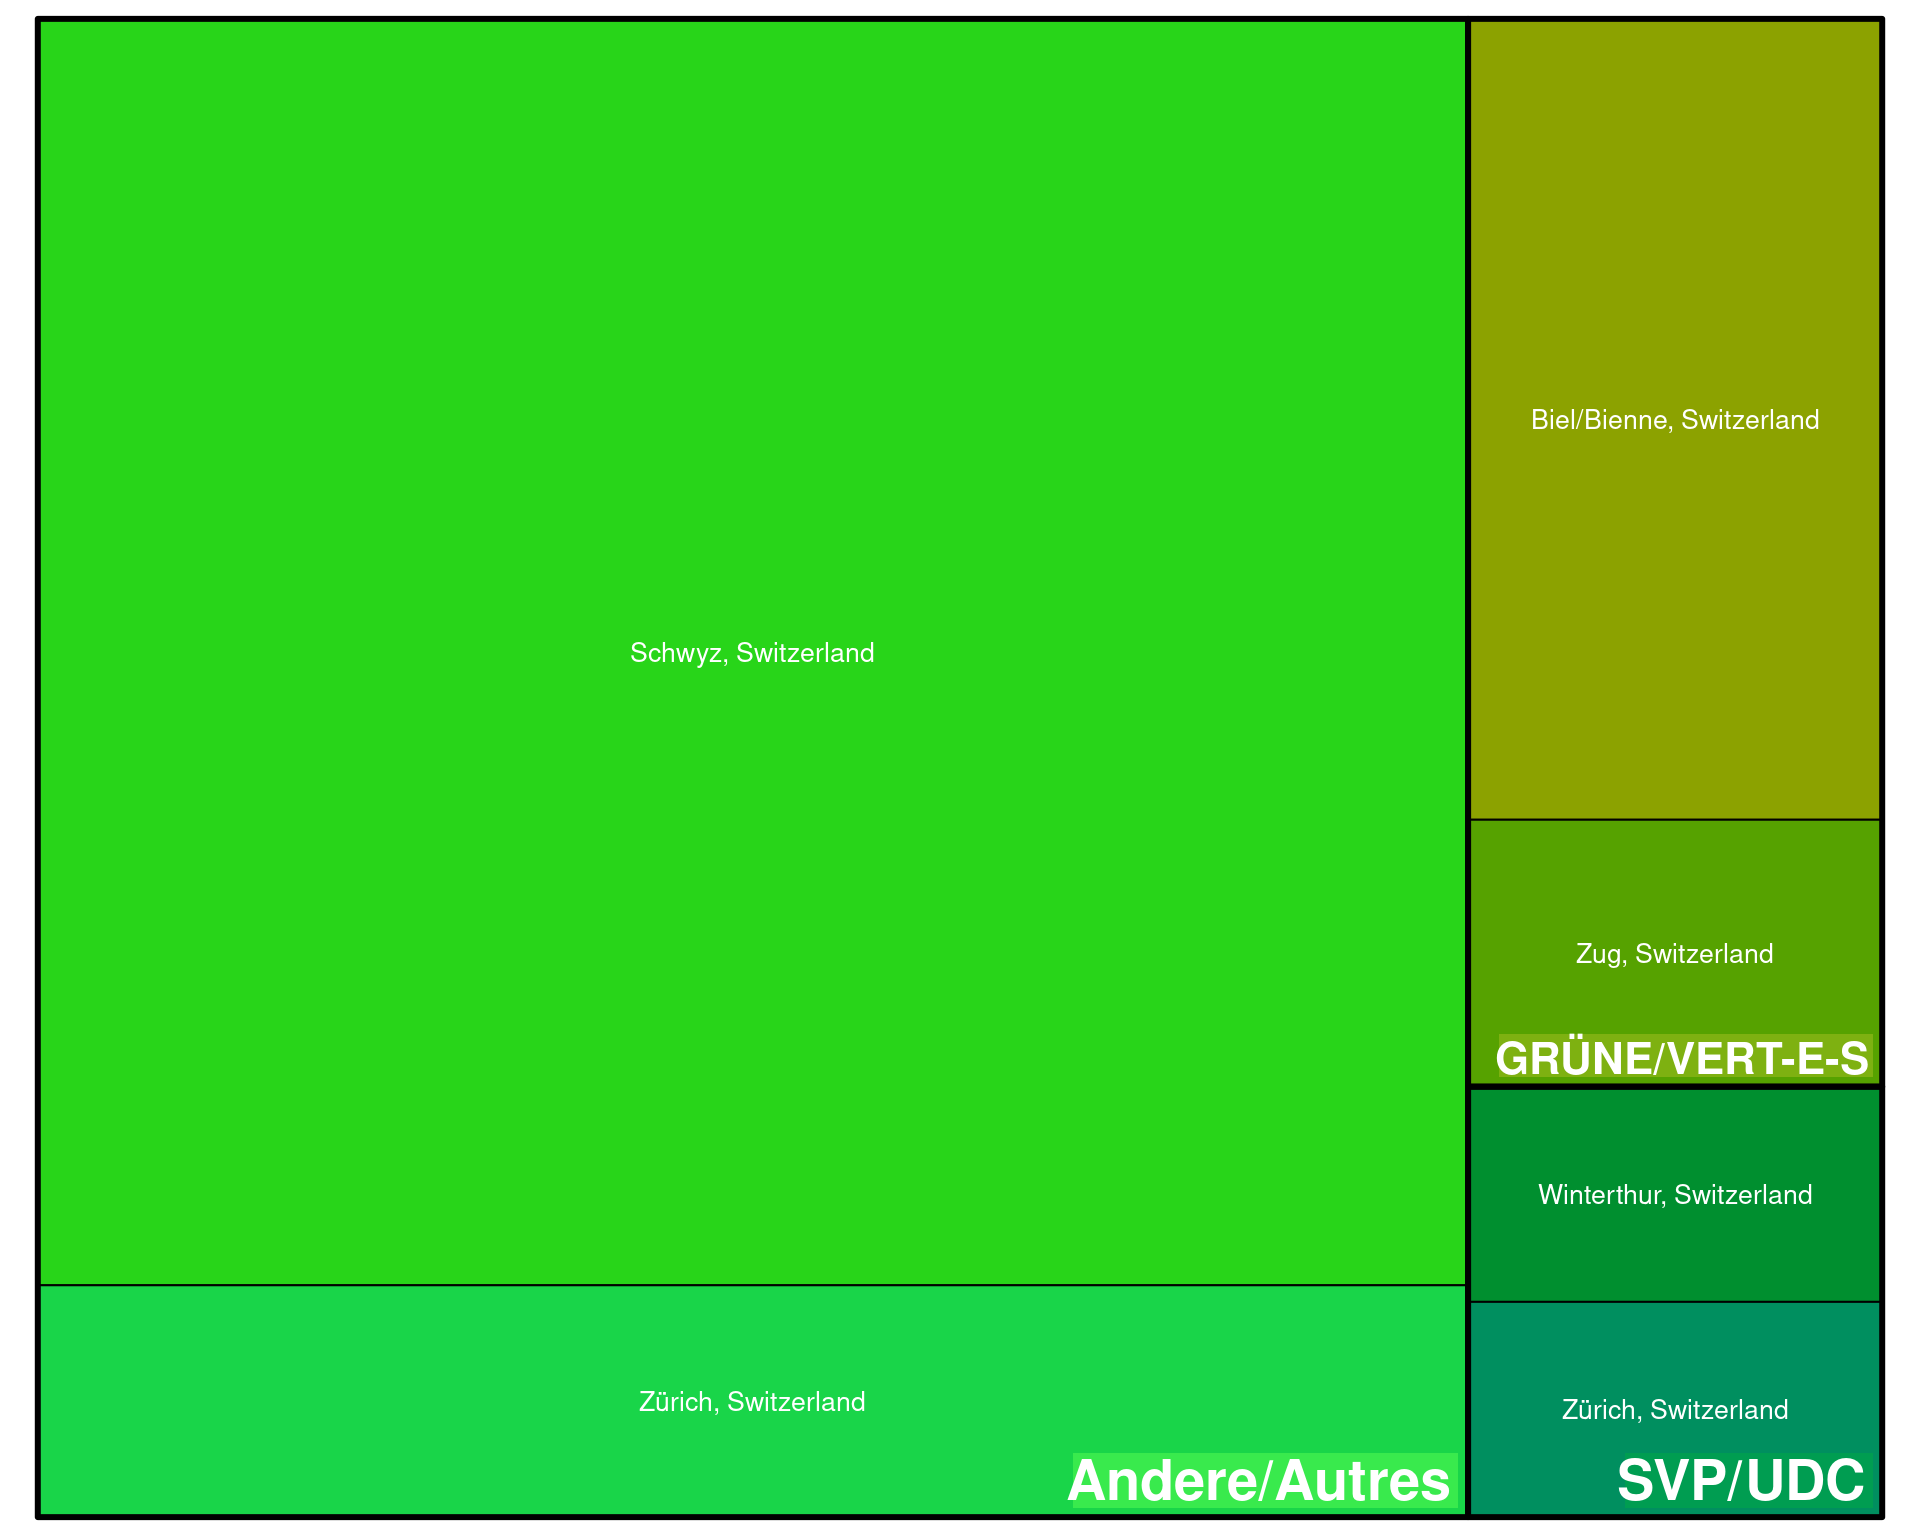 Schwyz, Switzerland
Zürich, Switzerland
Andere/Autres
Biel/Bienne, Switzerland
Zug, Switzerland
GRÜNE/VERT-E-S
Winterthur, Switzerland
Zürich, Switzerland
SVP/UDC